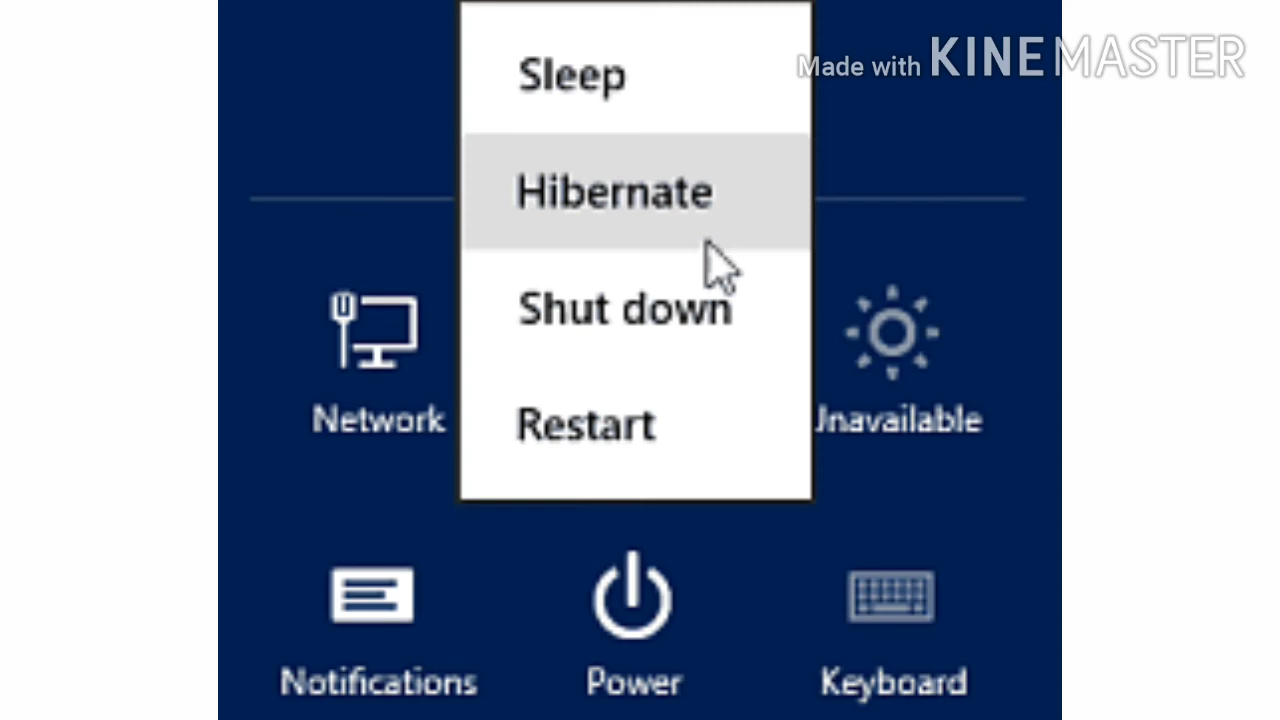 Made with KINEMASTER
Sleep
Hibernate
Shut down
Restart
Network
Unavailable
Notifications
Power
Keyboard